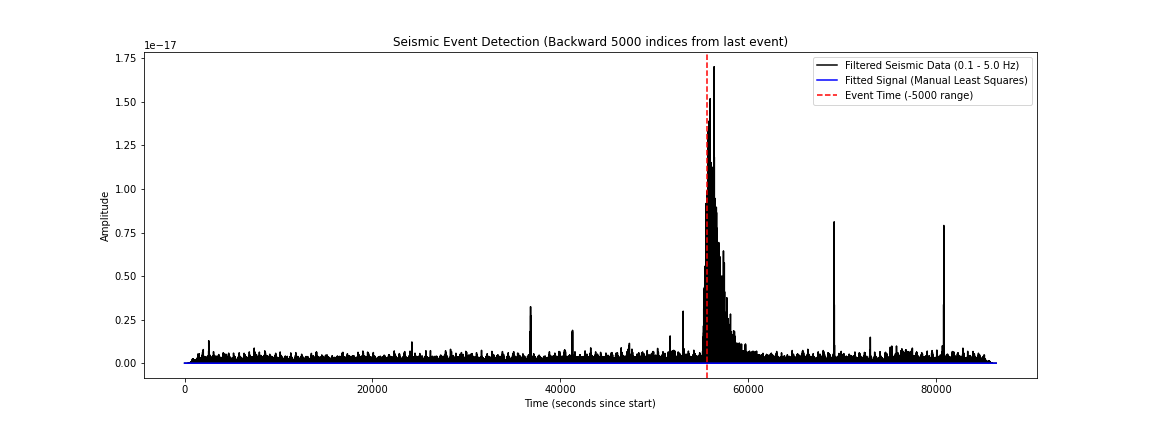 Seismic Event Detection (Backward 5000 indices from last event)
1e−17
1.75
1.50
1.25
1.00
0.75
0.50
0.25
0.00
Amplitude
Filtered Seismic Data (0.1 - 5.0 Hz)
Fitted Signal (Manual Least Squares)
Event Time (-5000 range)
0 20000 40000 60000 80000
Time (seconds since start)